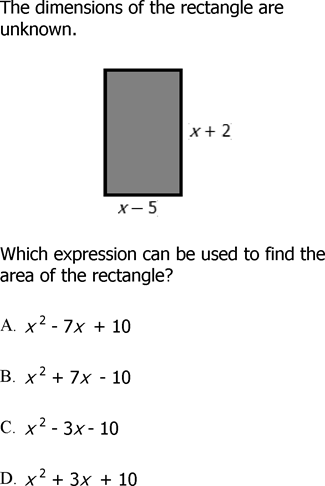 The dimensions of the rectangle are
unknown.
x + 2
x − 5
Which expression can be used to find the
area of the rectangle?
A. x² - 7x + 10
B. x² + 7x - 10
C. x² - 3x - 10
D. x² + 3x + 10